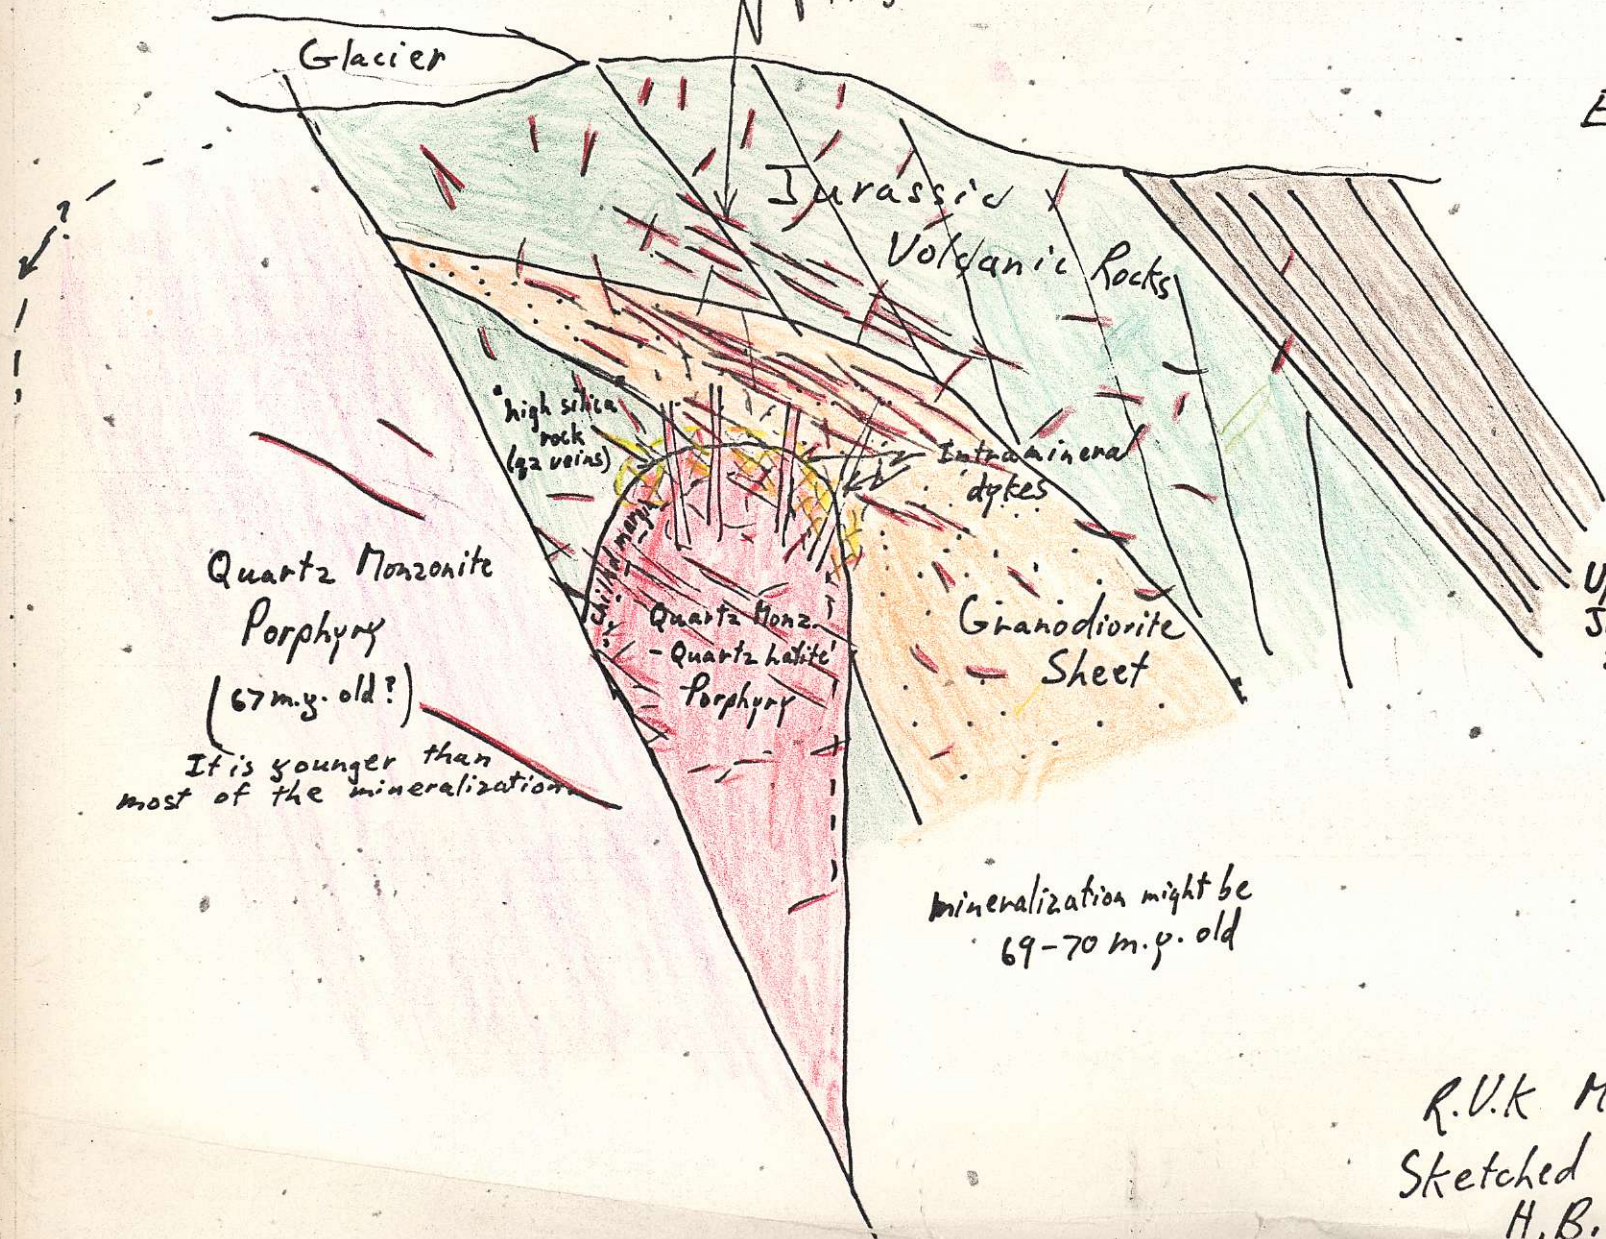 Glacier
E
?
Jurassic
Volcanic Rocks
"high silica
rock
(qz veins)
Intramineral
dykes
chilled margin
Quartz Monzonite
Porphyry
(67 m.y. old?)
It is younger than
most of the mineralization
Quartz Monz.
- Quartz Latite
Porphyry
Granodiorite
Sheet
mineralization might be
69-70 m.y. old
R.V.K M
Sketched
H.B.